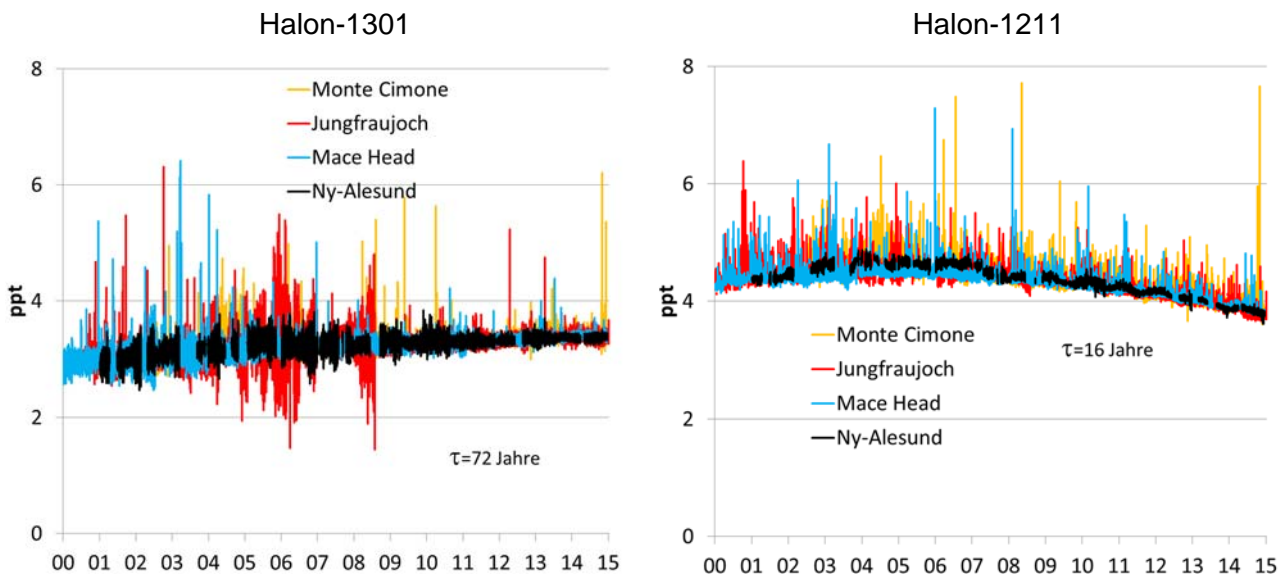 Halon-1301
8
6
4
2
0
ppt
Monte Cimone
Jungfraujoch
Mace Head
Ny-Alesund
τ=72 Jahre
00 01 02 03 04 05 06 07 08 09 10 11 12 13 14 15
Halon-1211
8
6
4
2
0
ppt
Monte Cimone
τ=16 Jahre
Jungfraujoch
Mace Head
Ny-Alesund
00 01 02 03 04 05 06 07 08 09 10 11 12 13 14 15